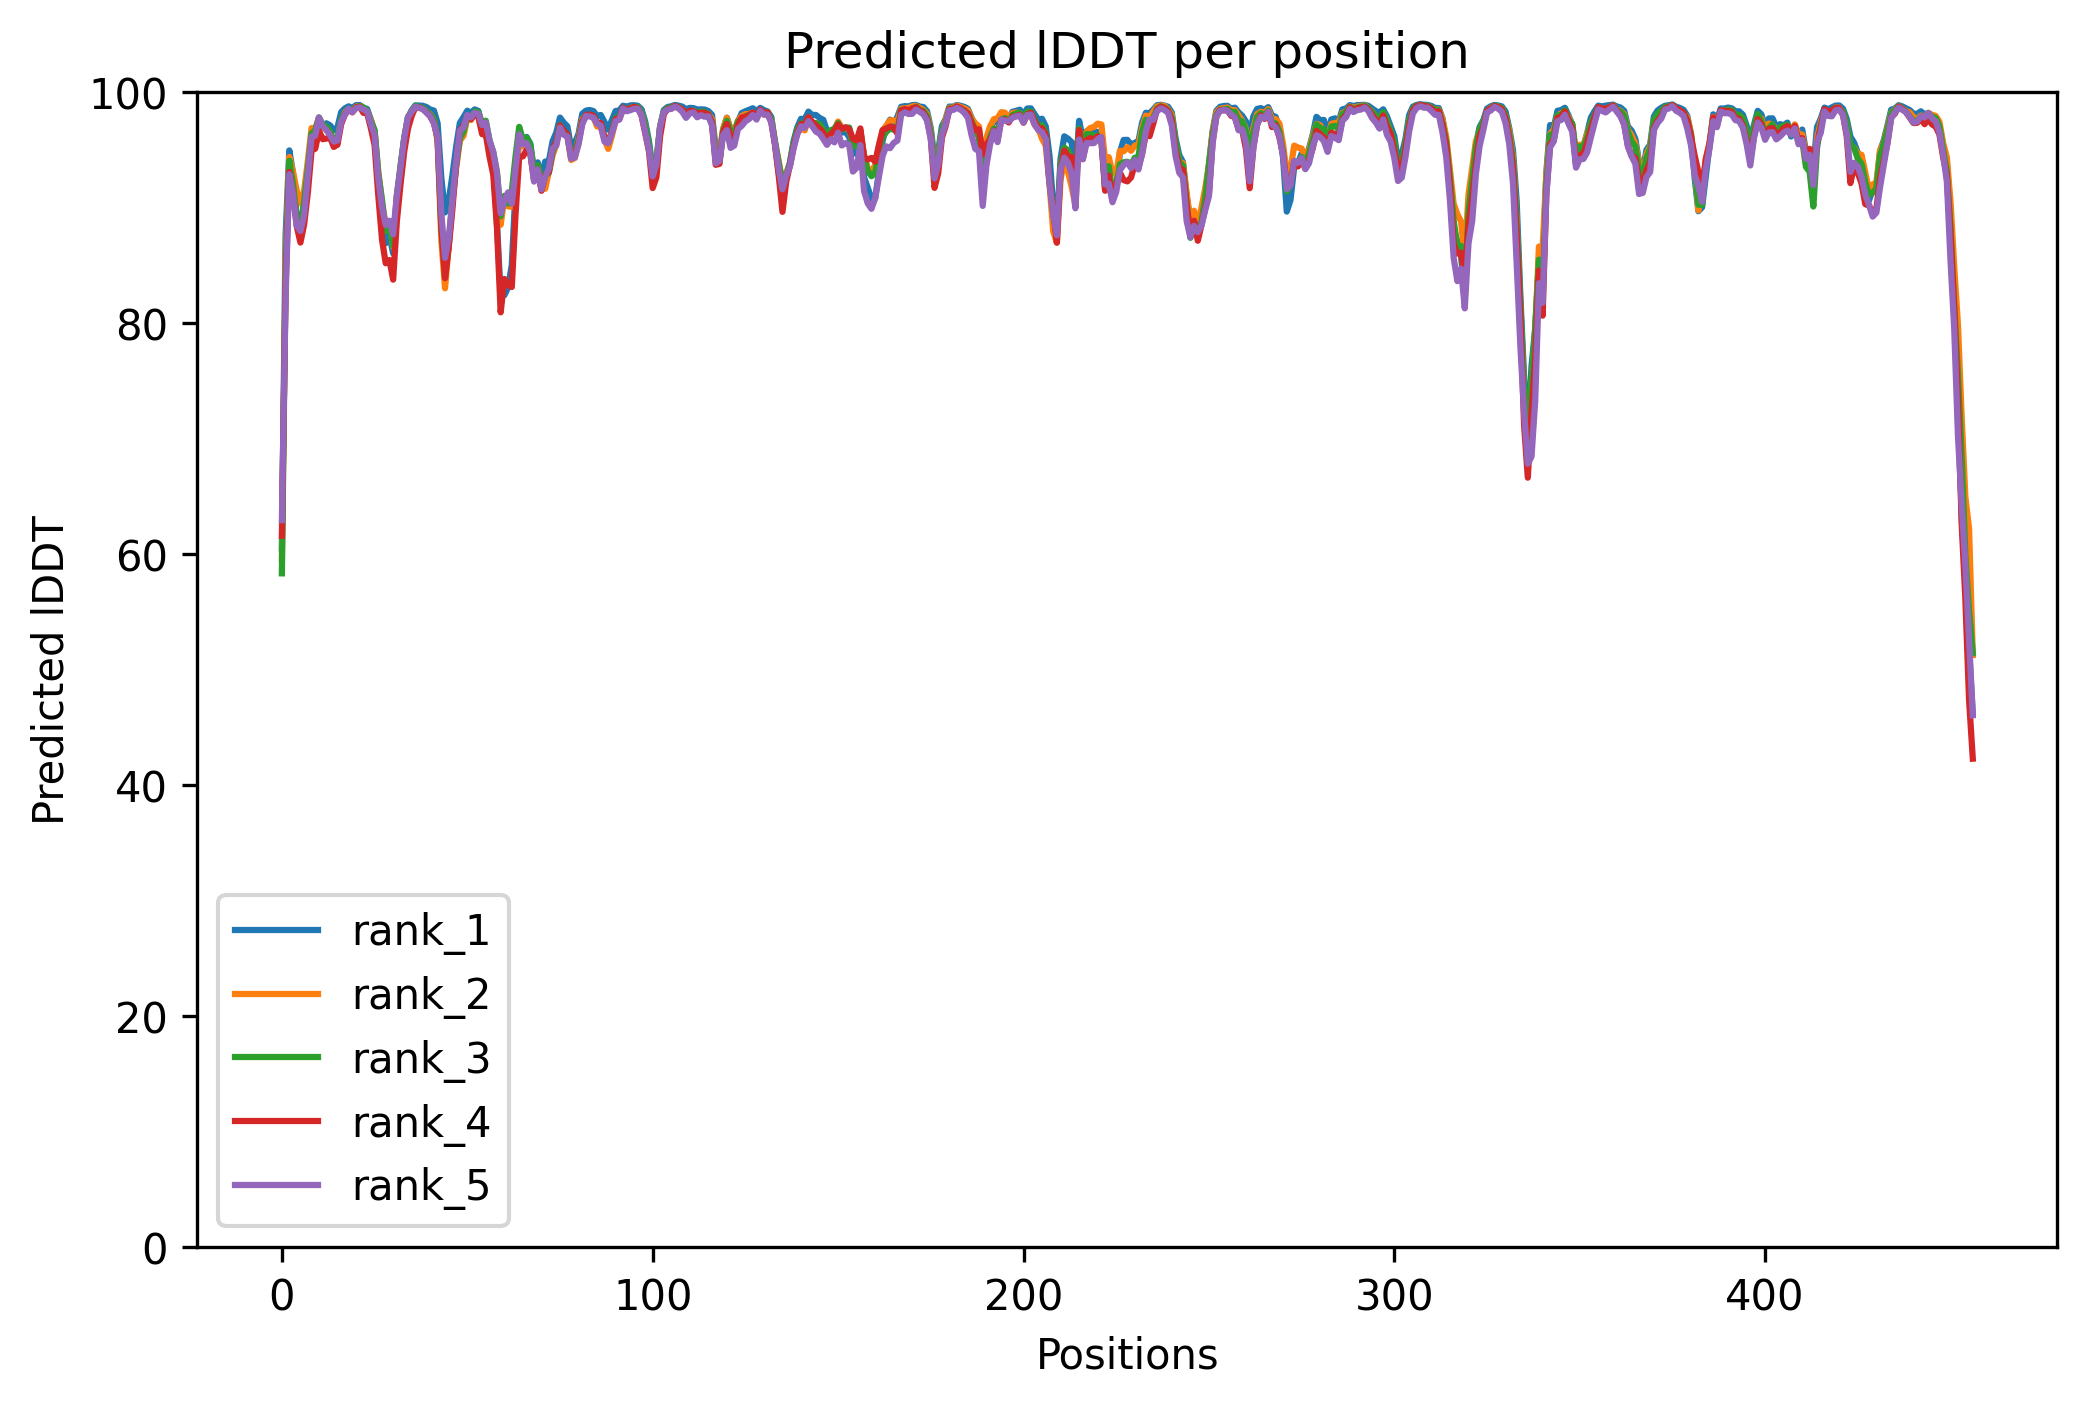 Predicted lDDT per position
100
80
60
40
20
0
Predicted lDDT
rank_1
rank_2
rank_3
rank_4
rank_5
0 100 200 300 400
Positions